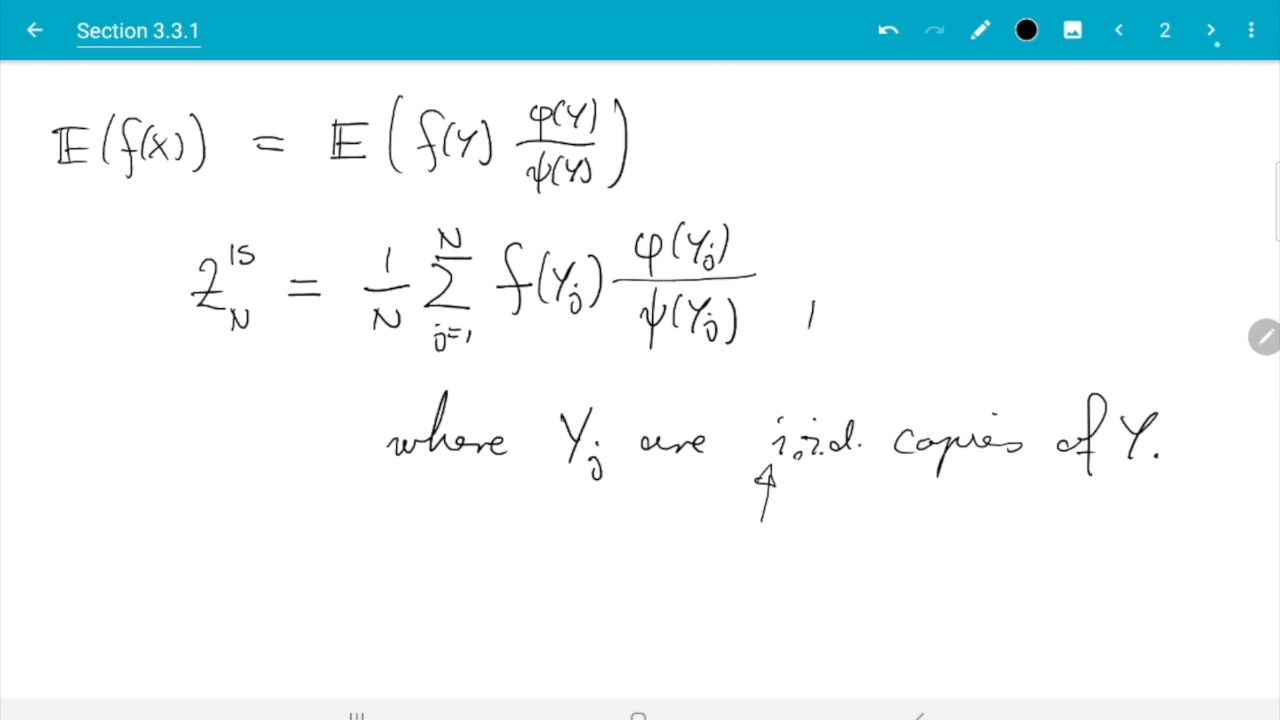 Section 3.3.1
2
𝔼(f(X)) = 𝔼(f(Y) φ(Y)/ψ(Y))
Z_N^IS = 1/N ∑_{j=1}^N f(Y_j) φ(Y_j)/ψ(Y_j) ,
where Y_j are i.i.d. copies of Y.